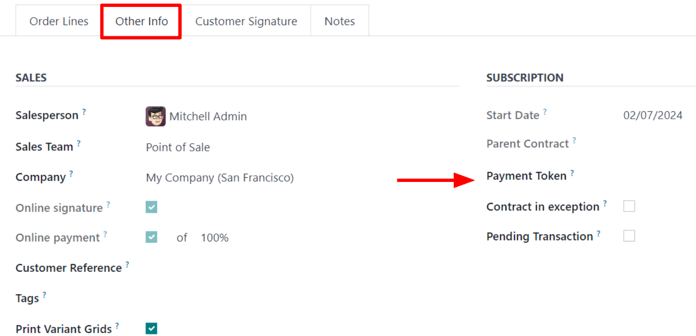 Order Lines Other Info Customer Signature Notes
SALES
Salesperson ? Mitchell Admin
Sales Team ? Point of Sale
Company ? My Company (San Francisco)
Online signature ?
Online payment ? of 100%
Customer Reference ?
Tags ?
Print Variant Grids ?
SUBSCRIPTION
Start Date ? 02/07/2024
Parent Contract ?
Payment Token ?
Contract in exception ?
Pending Transaction ?